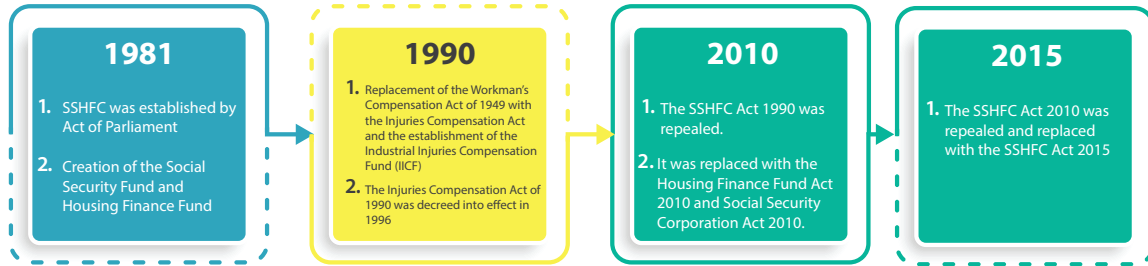 1981
1. SSHFC was established by
Act of Parliament
2. Creation of the Social
Security Fund and
Housing Finance Fund
1990
1. Replacement of the Workman’s
Compensation Act of 1949 with
the Injuries Compensation Act
and the establishment of the
Industrial Injuries Compensation
Fund (IICF)
2. The Injuries Compensation Act of
1990 was decreed into effect in
1996
2010
1. The SSHFC Act 1990 was
repealed.
2. It was replaced with the
Housing Finance Fund Act
2010 and Social Security
Corporation Act 2010.
2015
1. The SSHFC Act 2010 was
repealed and replaced
with the SSHFC Act 2015